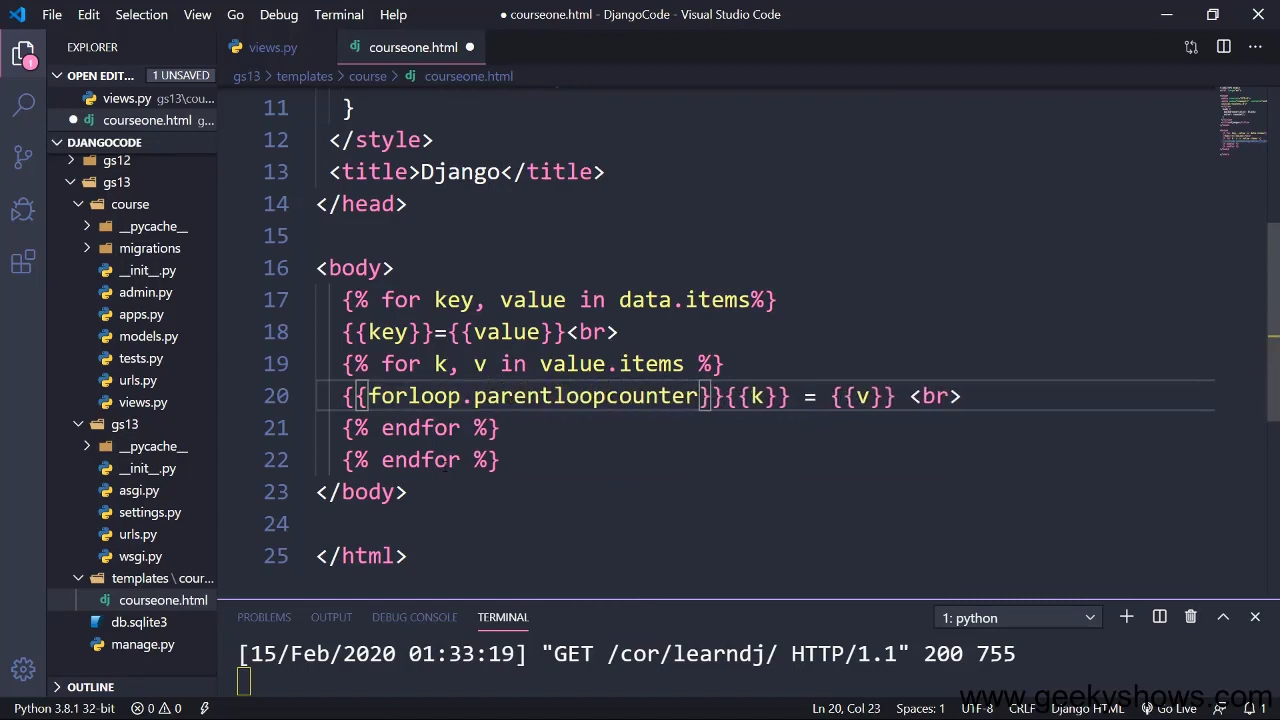 File Edit Selection View Go Debug Terminal Help
● courseone.html - DjangoCode - Visual Studio Code
EXPLORER
views.py
courseone.html ●
OPEN EDIT... 1 UNSAVED
gs13 > templates > course > courseone.html
views.py gs13\cou...
● courseone.html g...
DJANGOCODE
gs12
gs13
course
__pycache__
migrations
__init__.py
admin.py
apps.py
models.py
tests.py
urls.py
views.py
gs13
__pycache__
__init__.py
asgi.py
settings.py
urls.py
wsgi.py
templates \ cour...
courseone.html
db.sqlite3
manage.py
OUTLINE
11 }
12 </style>
13 <title>Django</title>
14 </head>
15
16 <body>
17 {% for key, value in data.items%}
18 {{key}}={{value}}<br>
19 {% for k, v in value.items %}
20 {{forloop.parentloopcounter}}{{k}} = {{v}} <br>
21 {% endfor %}
22 {% endfor %}
23 </body>
24
25 </html>
PROBLEMS OUTPUT DEBUG CONSOLE TERMINAL 1: python
[15/Feb/2020 01:33:19] "GET /cor/learndj/ HTTP/1.1" 200 755
www.geekyshows.com
Python 3.8.1 32-bit 0 0 Ln 20, Col 23 Spaces: 1 UTF-8 CRLF Django HTML Go Live 1